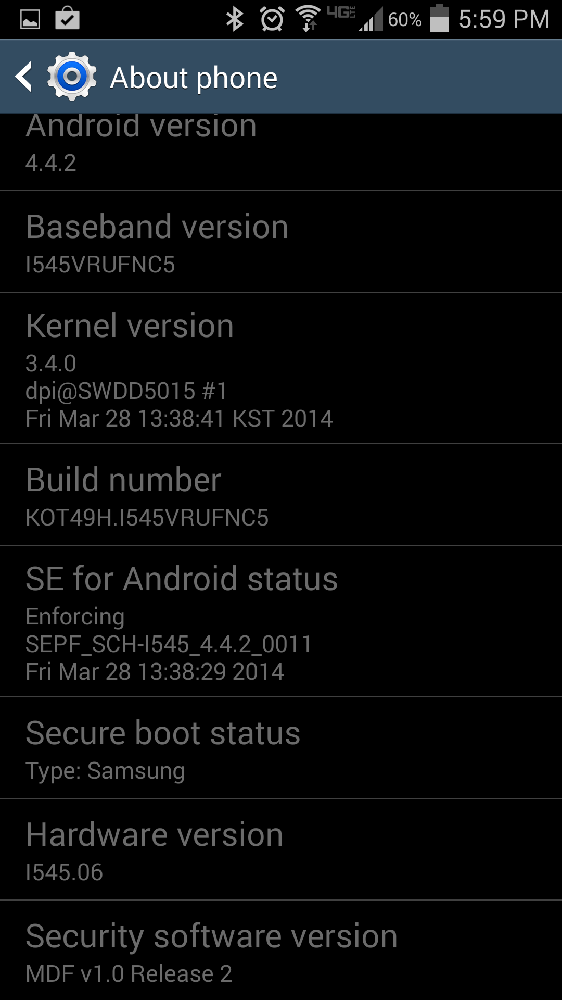 4G LTE 60% 5:59 PM
About phone
Android version
4.4.2
Baseband version
I545VRUFNC5
Kernel version
3.4.0
dpi@SWDD5015 #1
Fri Mar 28 13:38:41 KST 2014
Build number
KOT49H.I545VRUFNC5
SE for Android status
Enforcing
SEPF_SCH-I545_4.4.2_0011
Fri Mar 28 13:38:29 2014
Secure boot status
Type: Samsung
Hardware version
I545.06
Security software version
MDF v1.0 Release 2